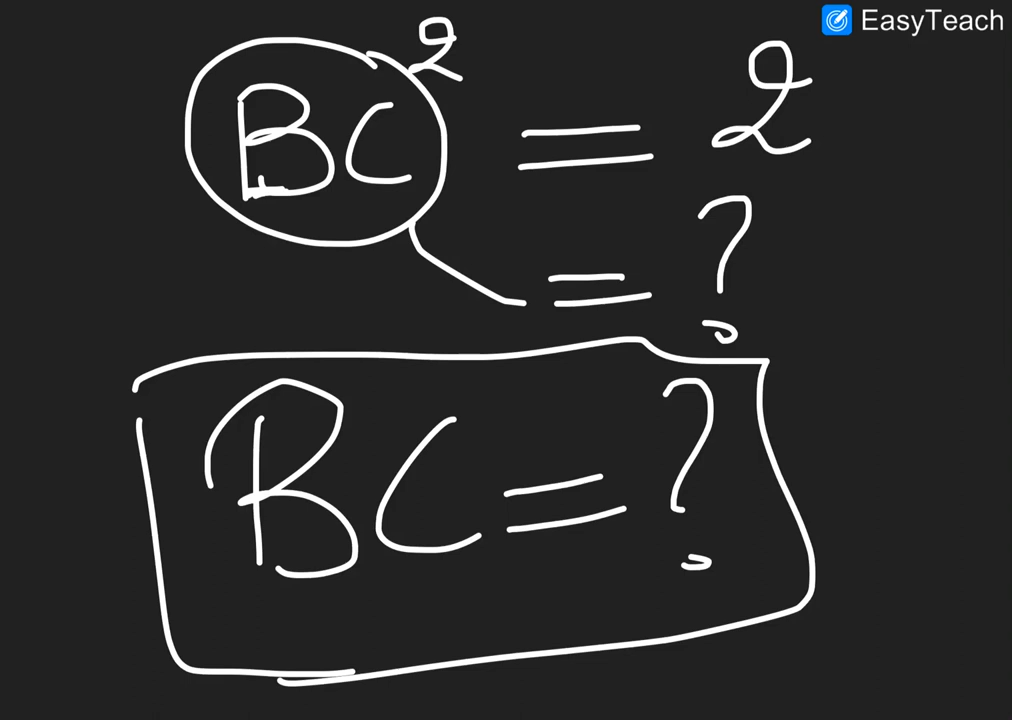 EasyTeach
BC² = 2
= ?
BC = ?